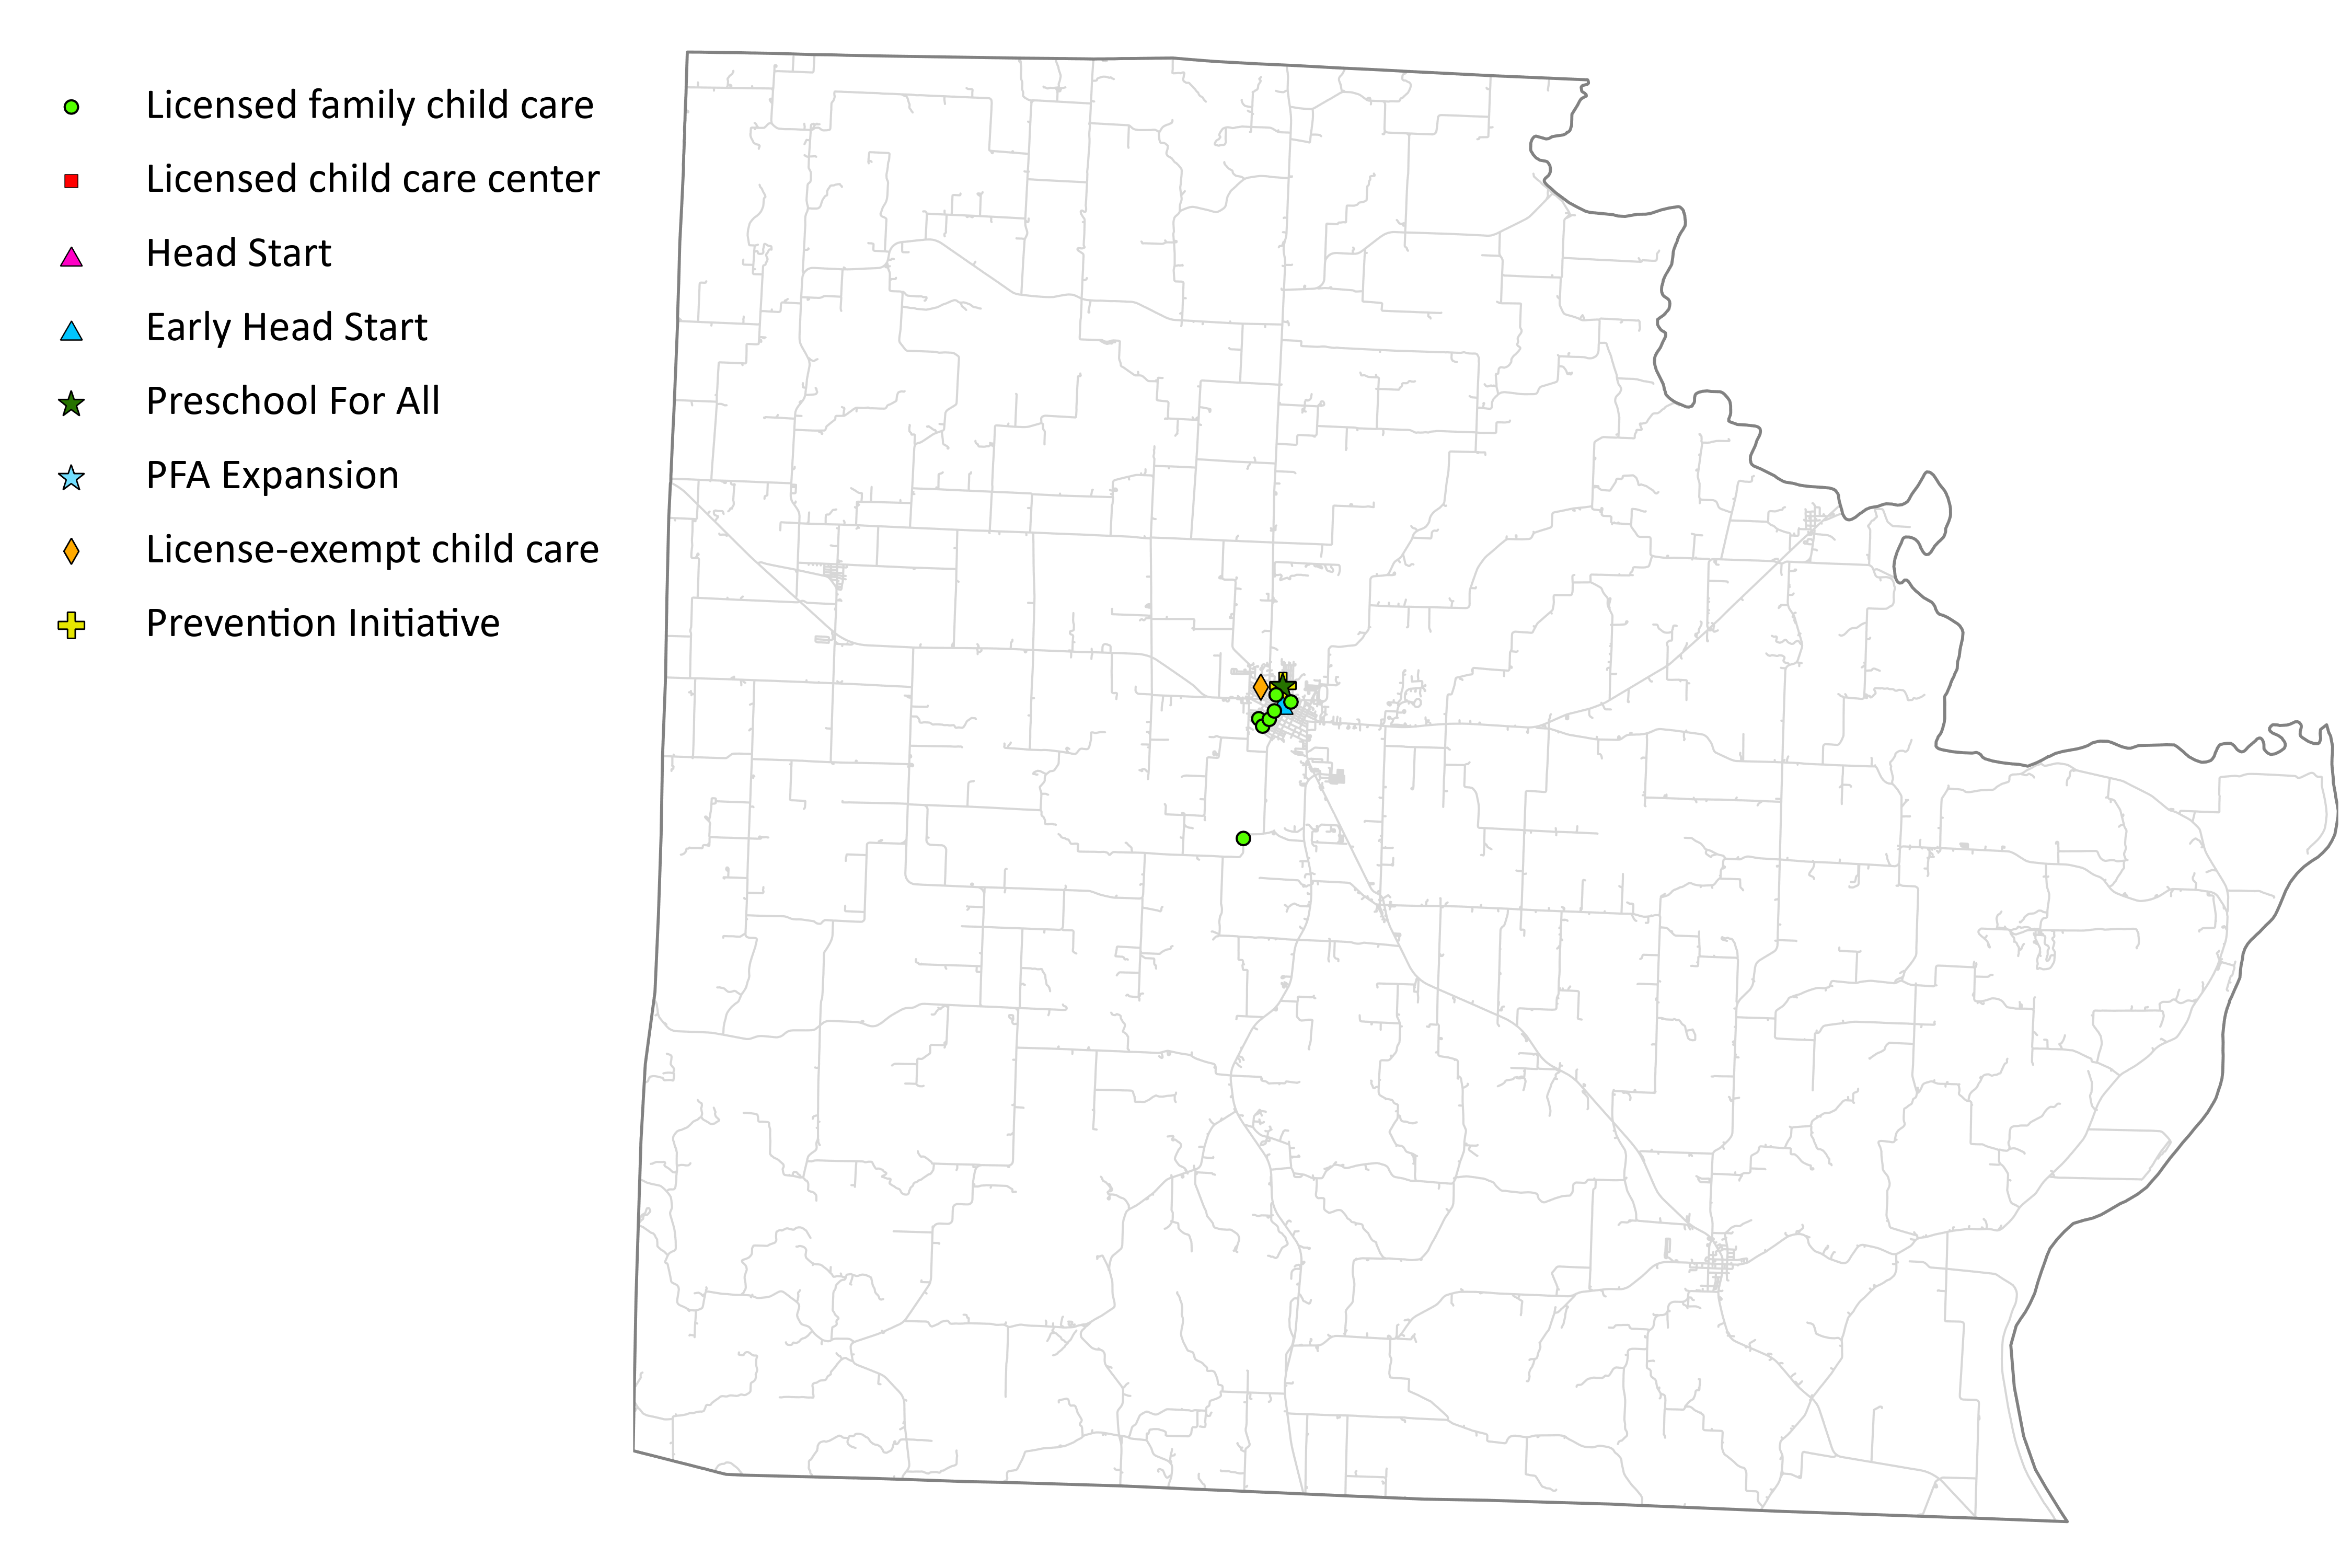 Licensed family child care
Licensed child care center
Head Start
Early Head Start
Preschool For All
PFA Expansion
License-exempt child care
Prevention Initiative